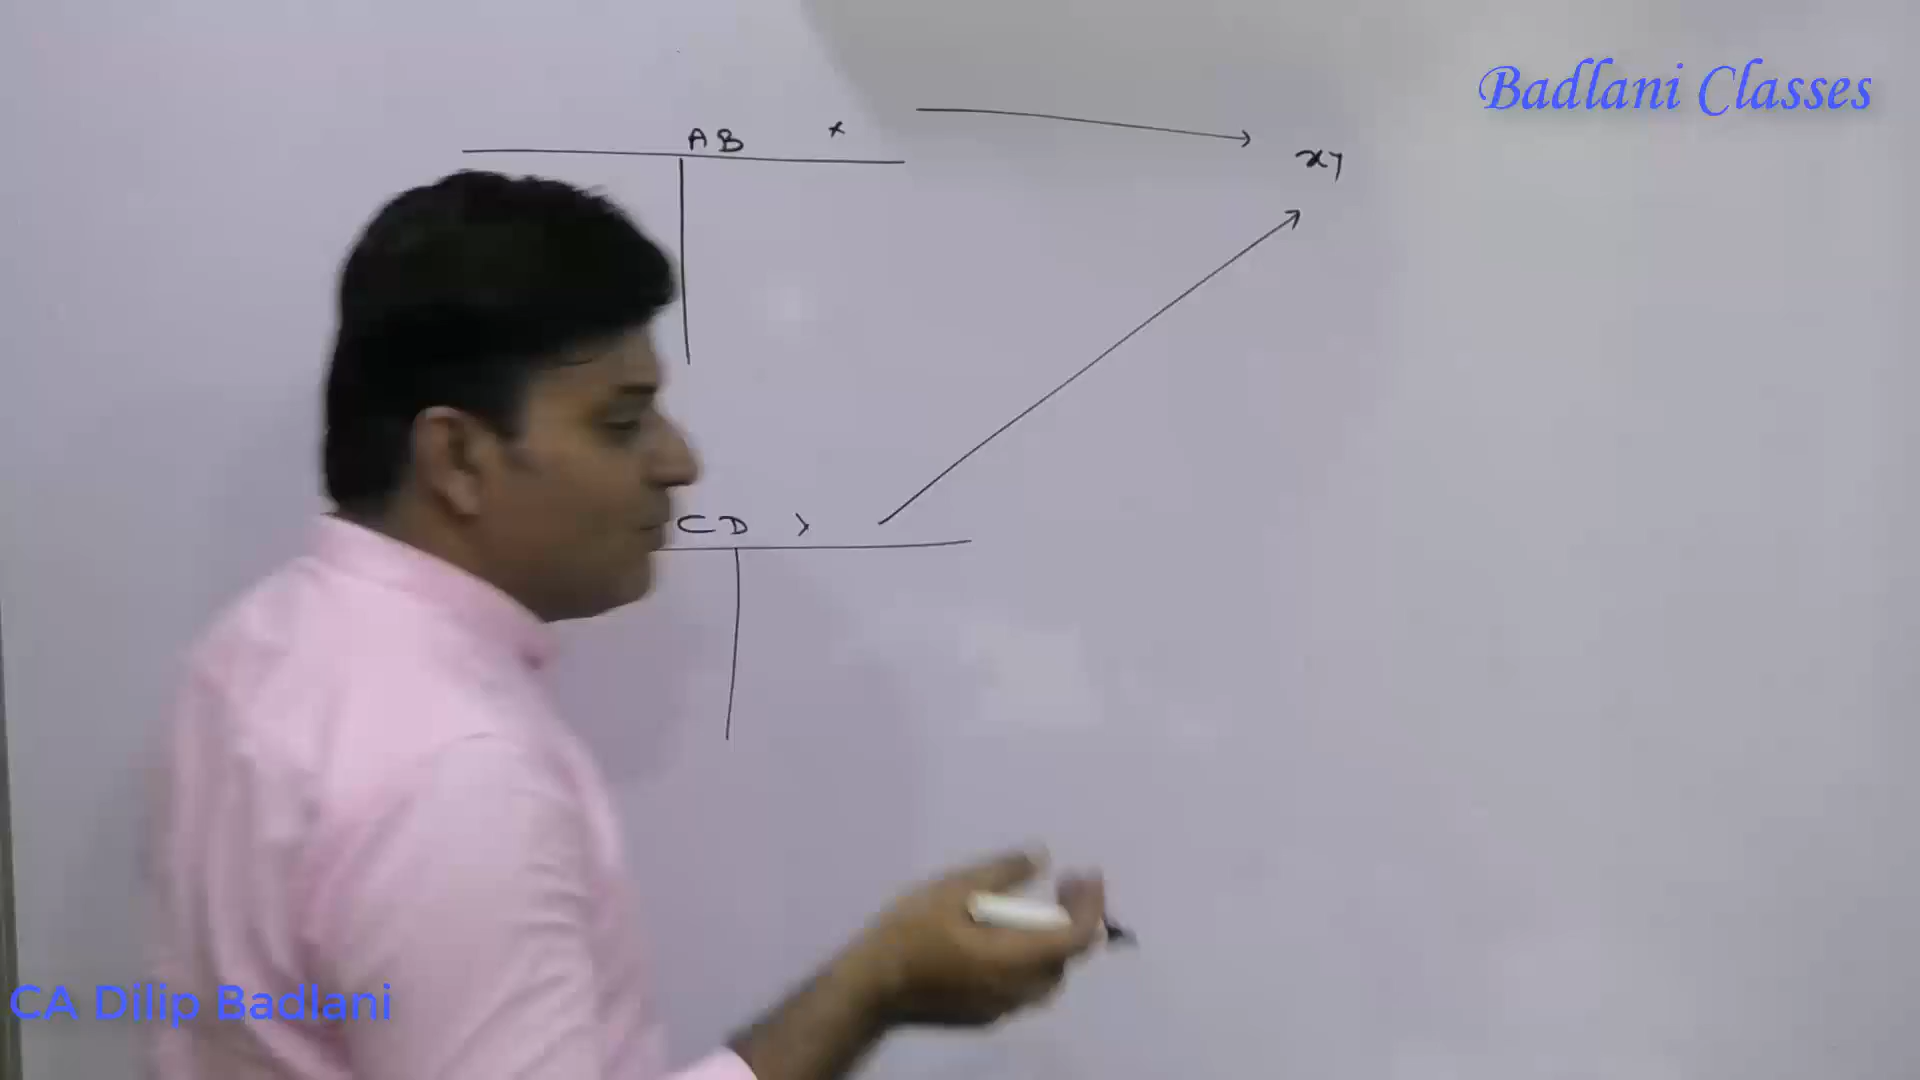 Badlani Classes
AB x
xy
CD >
CA Dilip Badlani